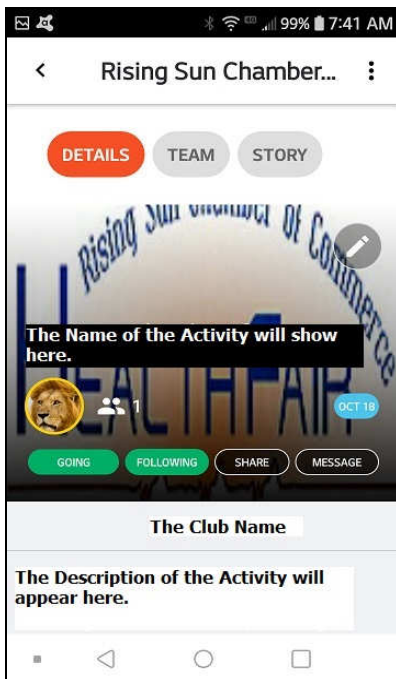 99% 7:41 AM
Rising Sun Chamber...
DETAILS TEAM STORY
Rising Sun Chamber of Commerce
HEALTHFAIR
The Name of the Activity will show
here.
1
OCT 18
GOING FOLLOWING SHARE MESSAGE
The Club Name
The Description of the Activity will
appear here.